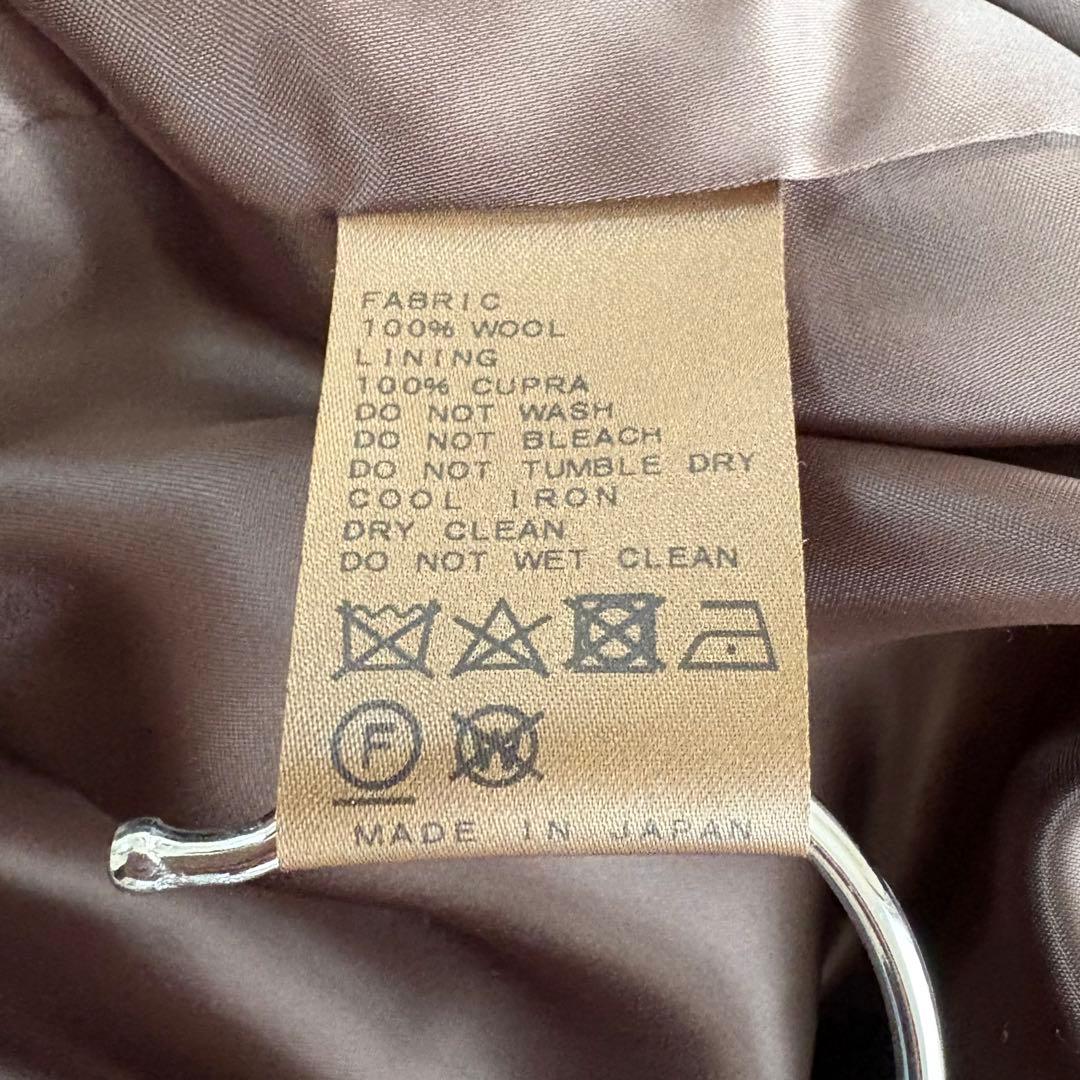 FABRIC
100% WOOL
LINING
100% CUPRA
DO NOT WASH
DO NOT BLEACH
DO NOT TUMBLE DRY
COOL IRON
DRY CLEAN
DO NOT WET CLEAN
F W
MADE IN JAPAN